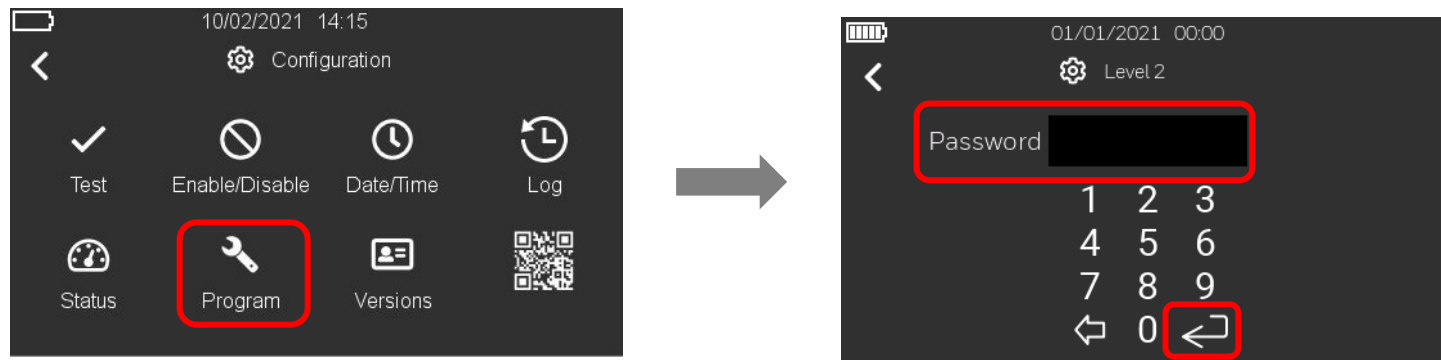 10/02/2021 14:15
Configuration
Test Enable/Disable Date/Time Log
Status Program Versions
01/01/2021 00:00
Level 2
Password
1 2 3
4 5 6
7 8 9
0